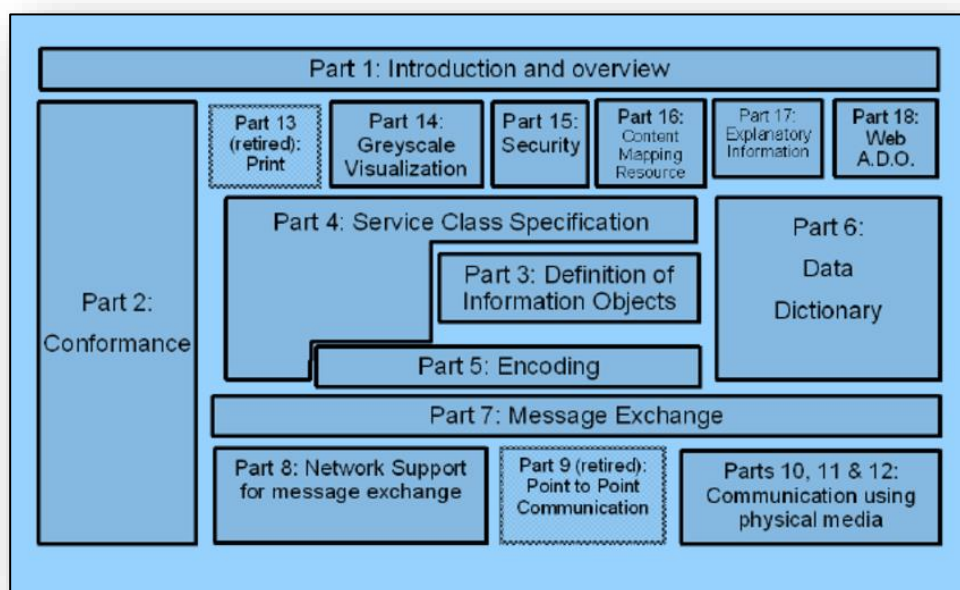 Part 1: Introduction and overview
Part 13
(retired):
Print
Part 14:
Greyscale
Visualization
Part 15:
Security
Part 16:
Content
Mapping
Resource
Part 17:
Explanatory
Information
Part 18:
Web
A.D.O.
Part 2:
Conformance
Part 4: Service Class Specification
Part 3: Definition of
Information Objects
Part 6:
Data
Dictionary
Part 5: Encoding
Part 7: Message Exchange
Part 8: Network Support
for message exchange
Part 9 (retired):
Point to Point
Communication
Parts 10, 11 & 12:
Communication using
physical media